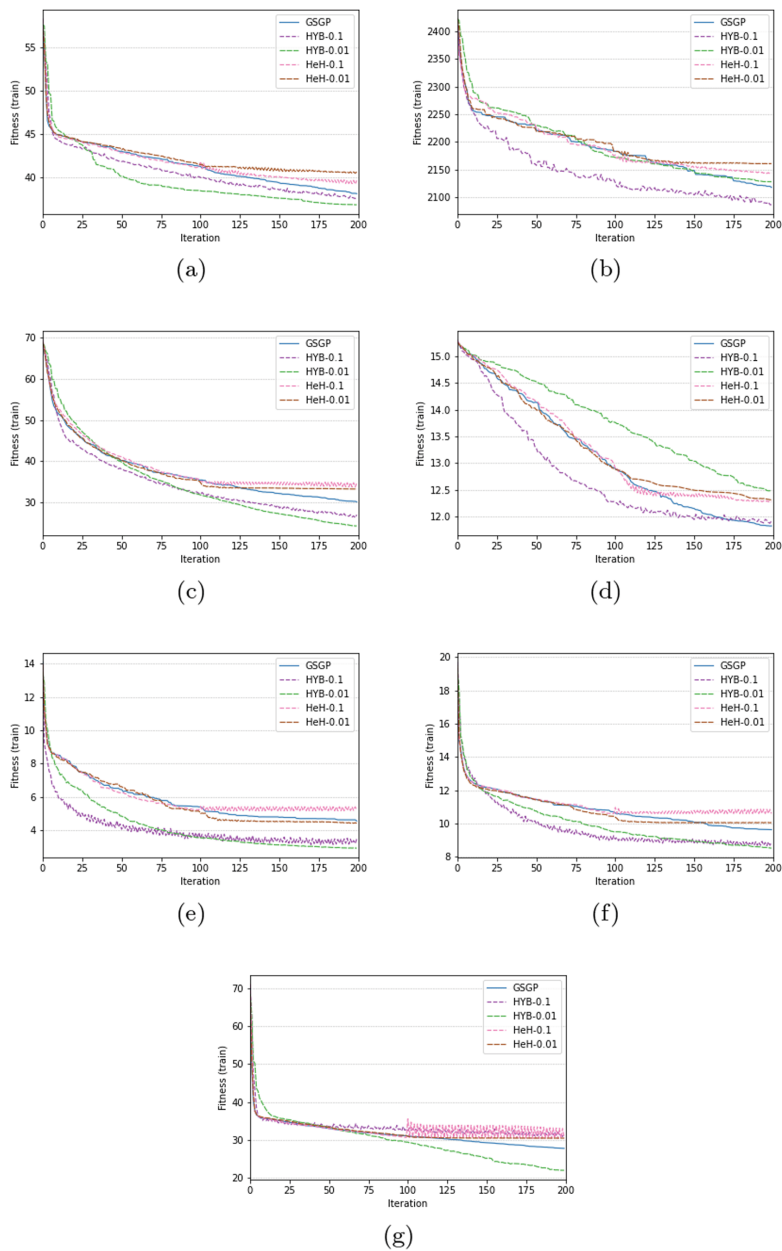 Fitness (train)
55
50
45
40
0 25 50 75 100 125 150 175 200
Iteration
GSGP
HYB-0.1
HYB-0.01
HeH-0.1
HeH-0.01
(a)
Fitness (train)
2400
2350
2300
2250
2200
2150
2100
0 25 50 75 100 125 150 175 200
Iteration
GSGP
HYB-0.1
HYB-0.01
HeH-0.1
HeH-0.01
(b)
Fitness (train)
70
60
50
40
30
0 25 50 75 100 125 150 175 200
Iteration
GSGP
HYB-0.1
HYB-0.01
HeH-0.1
HeH-0.01
(c)
Fitness (train)
15.0
14.5
14.0
13.5
13.0
12.5
12.0
0 25 50 75 100 125 150 175 200
Iteration
GSGP
HYB-0.1
HYB-0.01
HeH-0.1
HeH-0.01
(d)
Fitness (train)
14
12
10
8
6
4
0 25 50 75 100 125 150 175 200
Iteration
GSGP
HYB-0.1
HYB-0.01
HeH-0.1
HeH-0.01
(e)
Fitness (train)
20
18
16
14
12
10
8
0 25 50 75 100 125 150 175 200
Iteration
GSGP
HYB-0.1
HYB-0.01
HeH-0.1
HeH-0.01
(f)
Fitness (train)
70
60
50
40
30
20
0 25 50 75 100 125 150 175 200
Iteration
GSGP
HYB-0.1
HYB-0.01
HeH-0.1
HeH-0.01
(g)